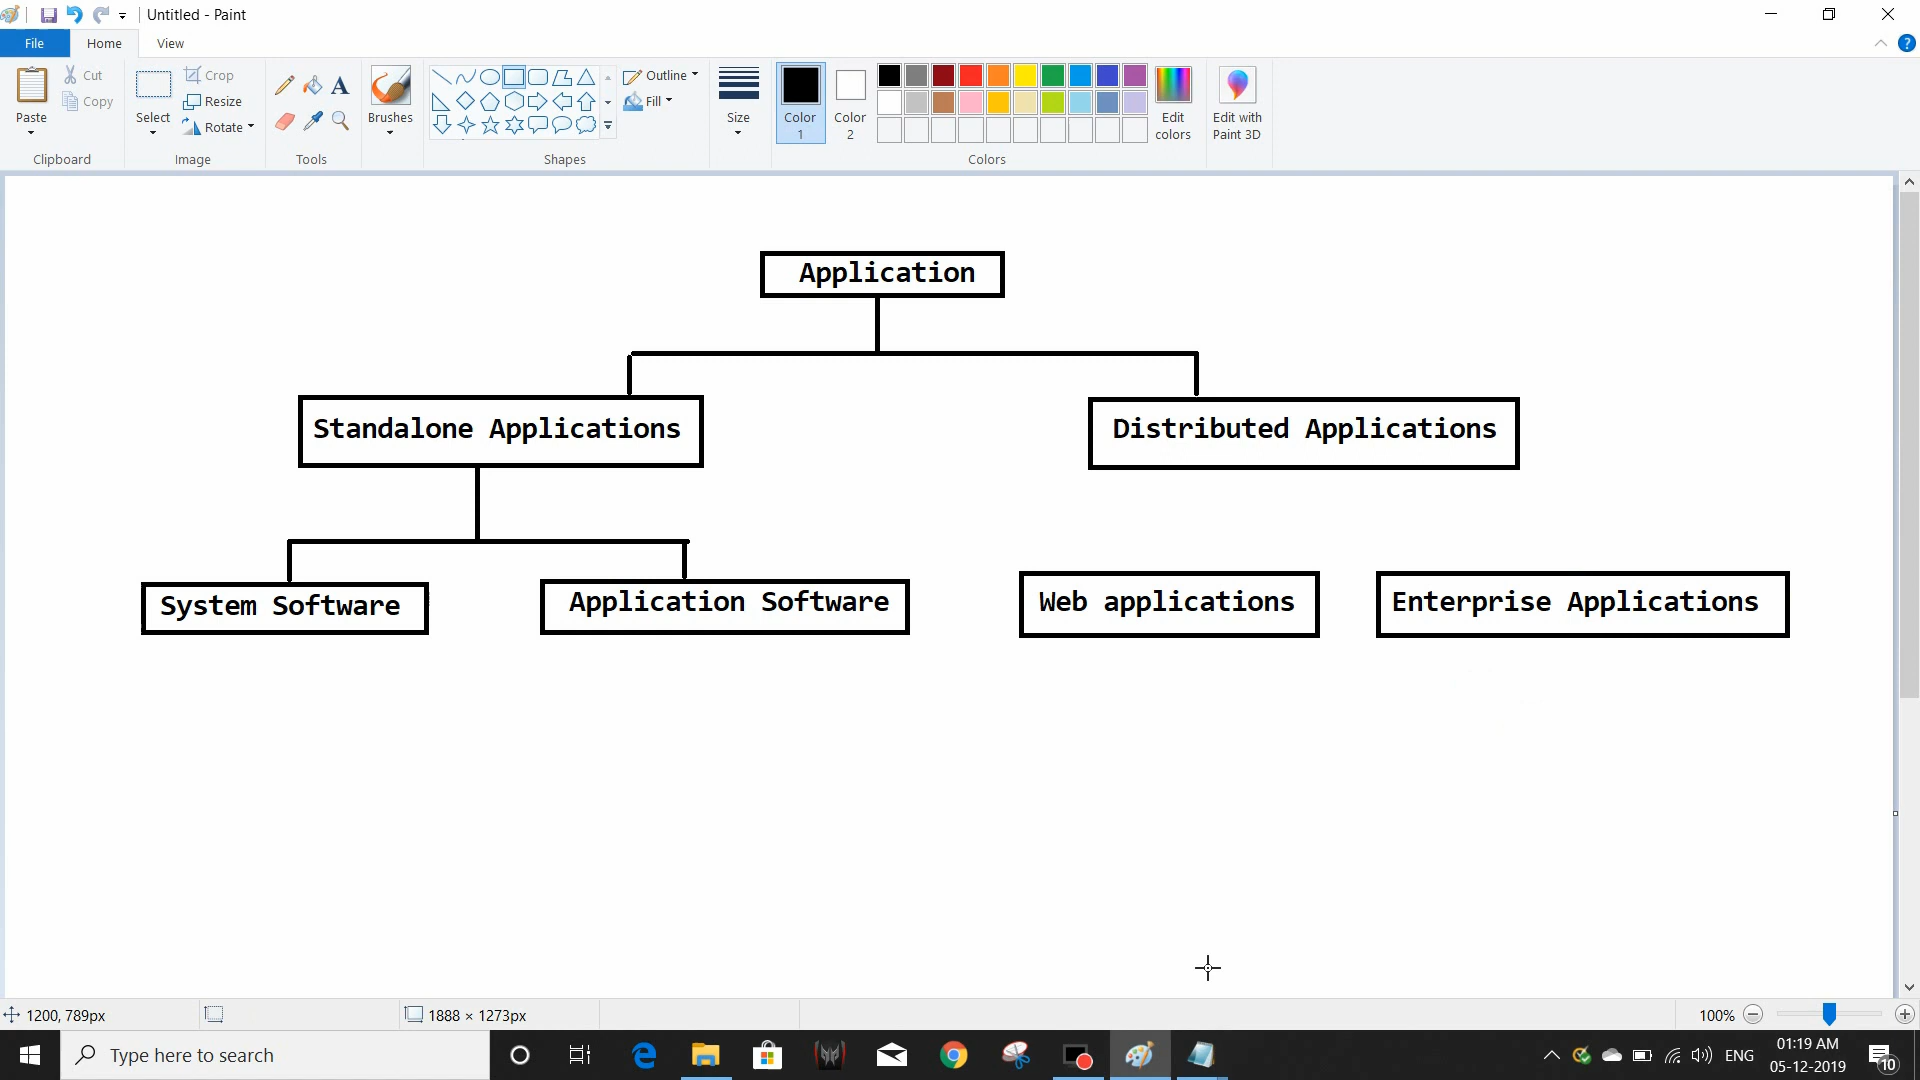 Untitled - Paint
File Home View
Paste
Cut
Copy
Clipboard
Select
Crop
Resize
Rotate
Image
Tools
Brushes
Shapes
Outline
Fill
Size
Color 1
Color 2
Colors
Edit colors
Edit with Paint 3D
Application
Standalone Applications
Distributed Applications
System Software
Application Software
Web applications
Enterprise Applications
1200, 789px
1888 × 1273px
100%
Type here to search
ENG
01:19 AM
05-12-2019
10